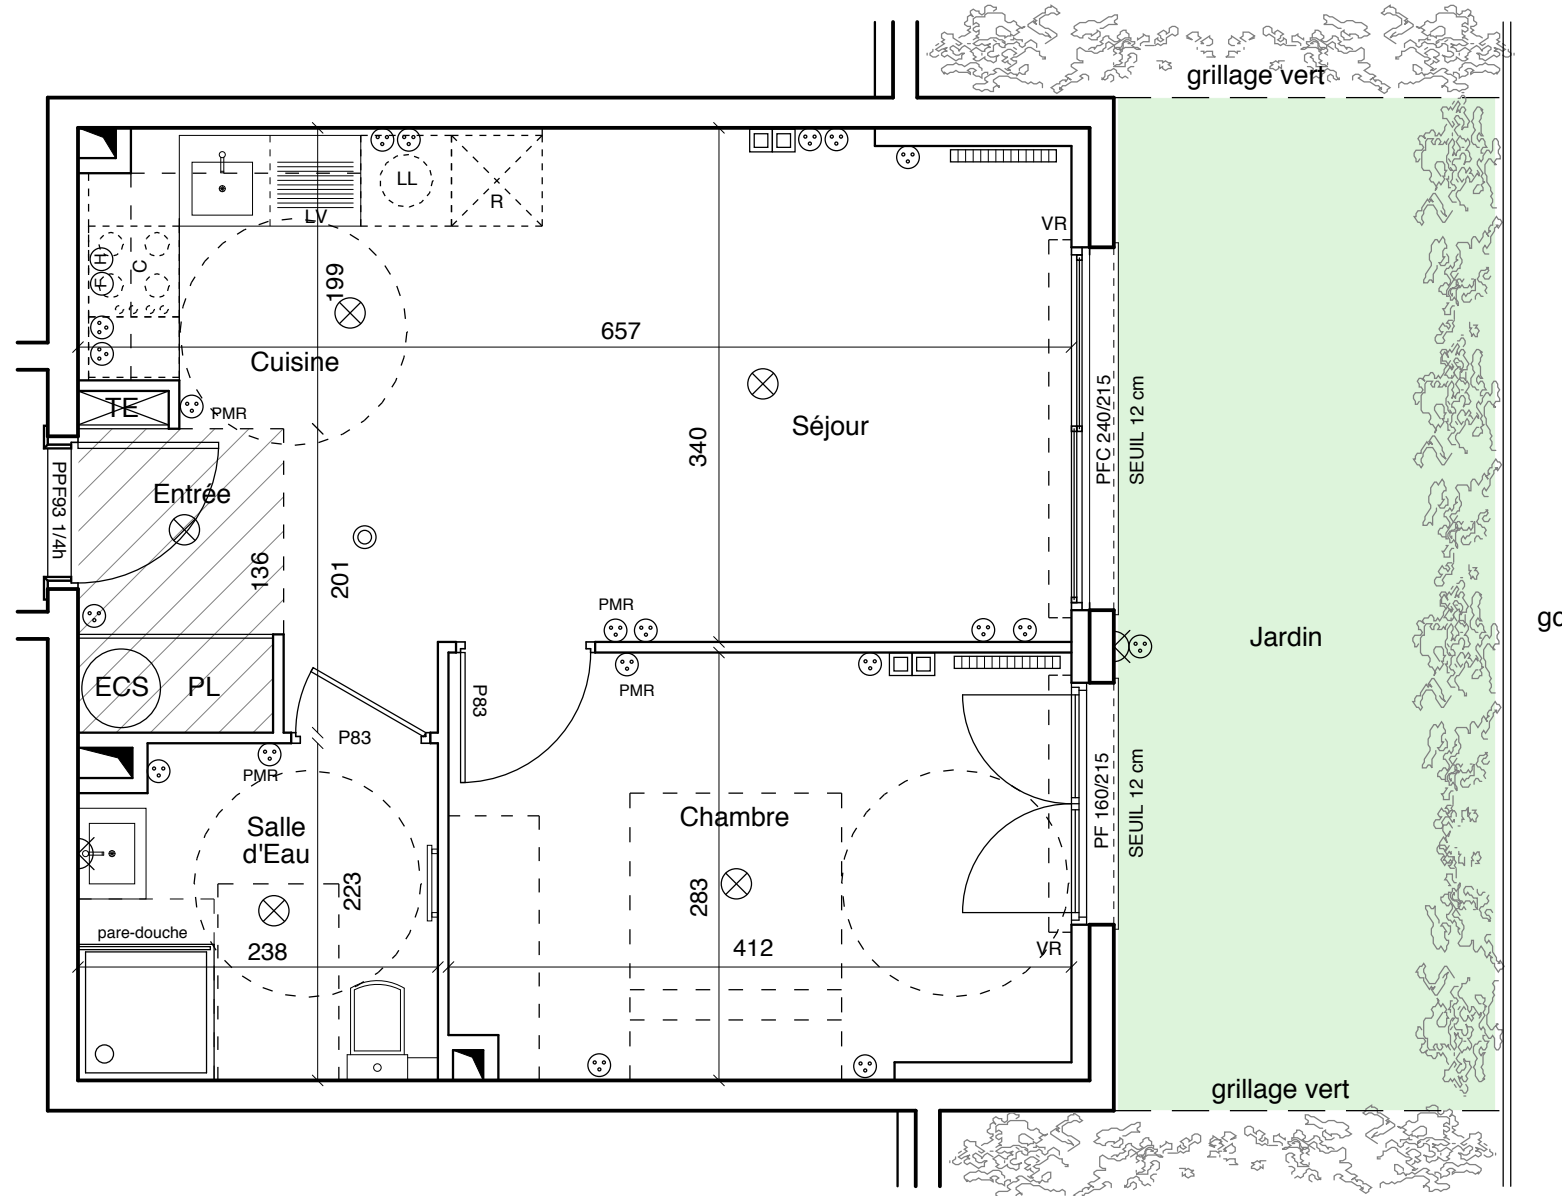 grillage vert
LL
R
LV
VR
H
F
C
199
657
Cuisine
TE
PMR
PFC 240/215
SEUIL 12 cm
Séjour
340
Entrée
PPF93 1/4h
136
201
PMR
Jardin
go
ECS
PL
P83
PMR
P83
PMR
PF 160/215
SEUIL 12 cm
Salle
d'Eau
Chambre
223
283
pare-douche
238
412
VR
grillage vert